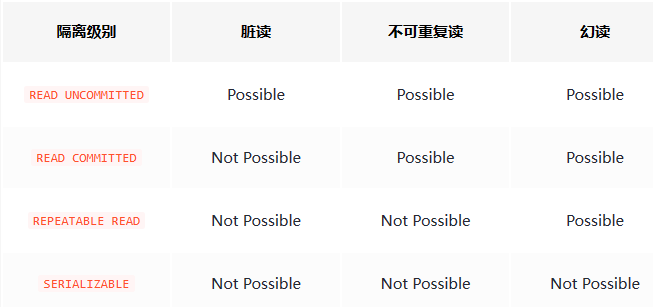 隔离级别 脏读 不可重复读 幻读
READ UNCOMMITTED Possible Possible Possible
READ COMMITTED Not Possible Possible Possible
REPEATABLE READ Not Possible Not Possible Possible
SERIALIZABLE Not Possible Not Possible Not Possible